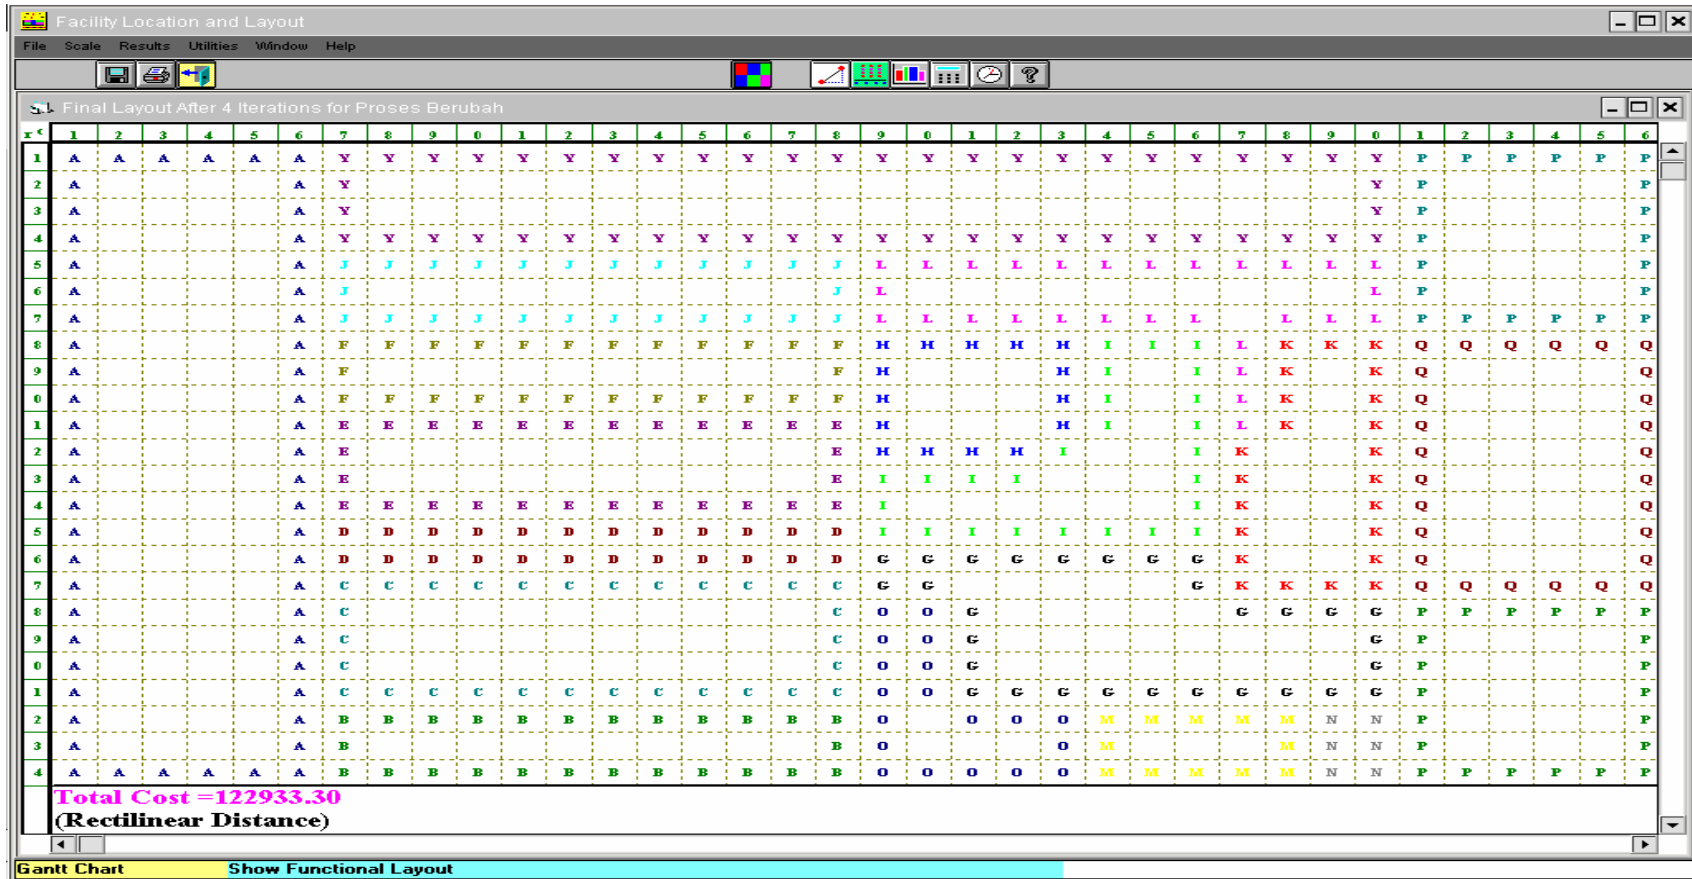 Facility Location and Layout
File Scale Results Utilities Window Help
Final Layout After 4 Iterations for Proses Berubah
r c 1 2 3 4 5 6 7 8 9 0 1 2 3 4 5 6 7 8 9 0 1 2 3 4 5 6 7 8 9 0 1 2 3 4 5 6
1 A A A A A A Y Y Y Y Y Y Y Y Y Y Y Y Y Y Y Y Y Y Y Y Y Y Y Y P P P P P P
2 A A Y Y P P
3 A A Y Y P P
4 A A Y Y Y Y Y Y Y Y Y Y Y Y Y Y Y Y Y Y Y Y Y Y Y Y P P
5 A A J J J J J J J J J J J J L L L L L L L L L L L L P P
6 A A J J L L P P
7 A A J J J J J J J J J J J J L L L L L L L L L L L P P P P P P
8 A A F F F F F F F F F F F F H H H H H I I I L K K K Q Q Q Q Q Q
9 A A F F H H I I L K K Q Q
0 A A F F F F F F F F F F F F H H I I L K K Q Q
1 A A E E E E E E E E E E E E H H I I L K K Q Q
2 A A E E H H H H I I K K Q Q
3 A A E E I I I I I K K Q Q
4 A A E E E E E E E E E E E E I I K K Q Q
5 A A D D D D D D D D D D D D I I I I I I I I K K Q Q
6 A A D D D D D D D D D D D D G G G G G G G G K K Q Q
7 A A C C C C C C C C C C C C G G G K K K K Q Q Q Q Q Q
8 A A C C O O G G G G G P P P P P P
9 A A C C O O G G P P
0 A A C C O O G G P P
1 A A C C C C C C C C C C C C O O G G G G G G G G G G P P
2 A A B B B B B B B B B B B B O O O O M M M M M N N P P
3 A A B B O O M M N N P P
4 A A A A A A B B B B B B B B B B B B O O O O O M M M M M N N P P P P P P
Total Cost =122933.30
(Rectilinear Distance)
Gantt Chart Show Functional Layout